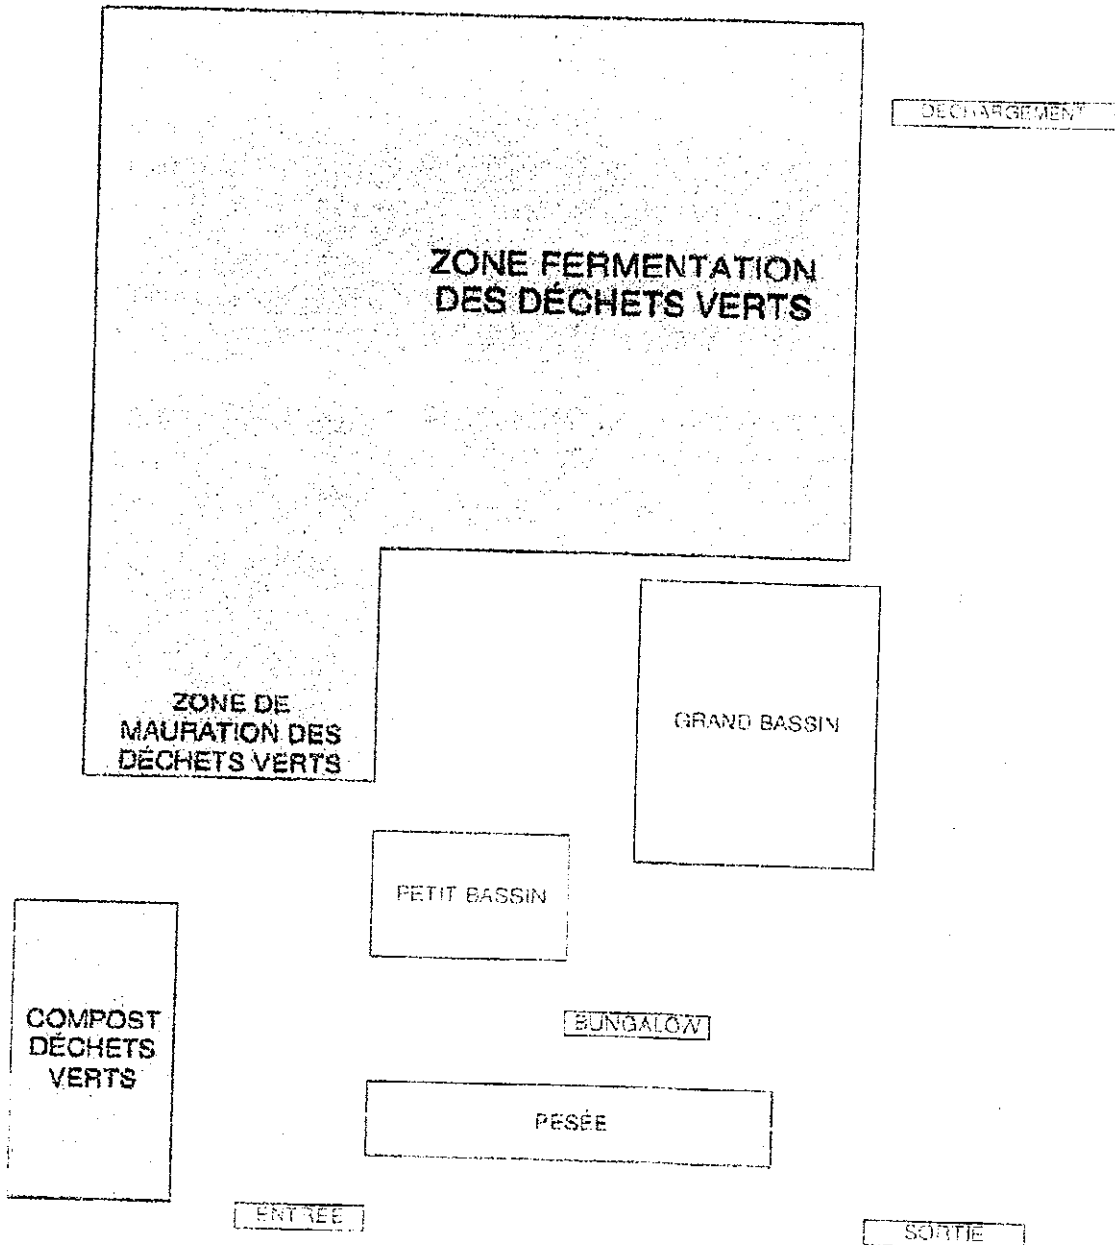 DECHARGEMENT
ZONE FERMENTATION
DES DÉCHETS VERTS
ZONE DE
MAURATION DES
DÉCHETS VERTS
GRAND BASSIN
PETIT BASSIN
COMPOST
DÉCHETS
VERTS
BUNGALOW
PESÉE
ENTREE
SORTIE